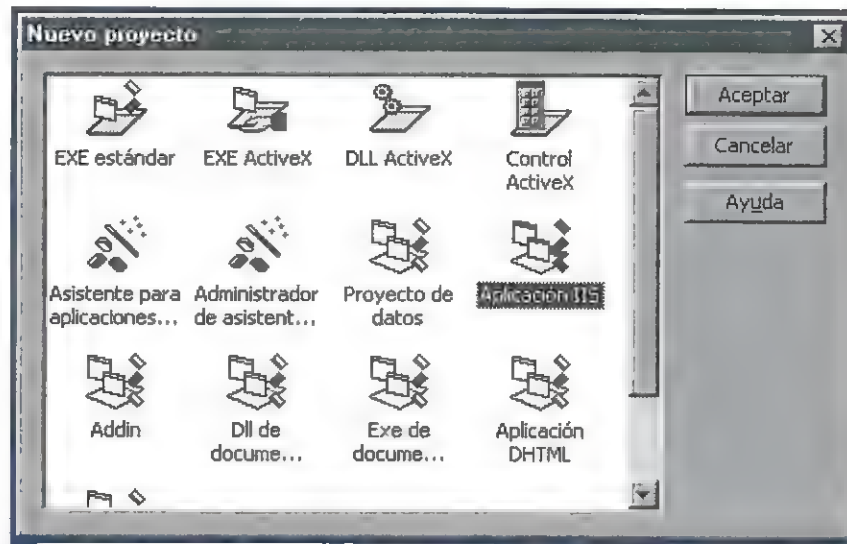 Nuevo proyecto
Aceptar
Cancelar
Ayuda
EXE estándar
EXE ActiveX
DLL ActiveX
Control
ActiveX
Asistente para
aplicaciones...
Administrador
de asistent...
Proyecto de
datos
Aplicación IIS
Addin
Dll de
docume...
Exe de
docume...
Aplicación
DHTML